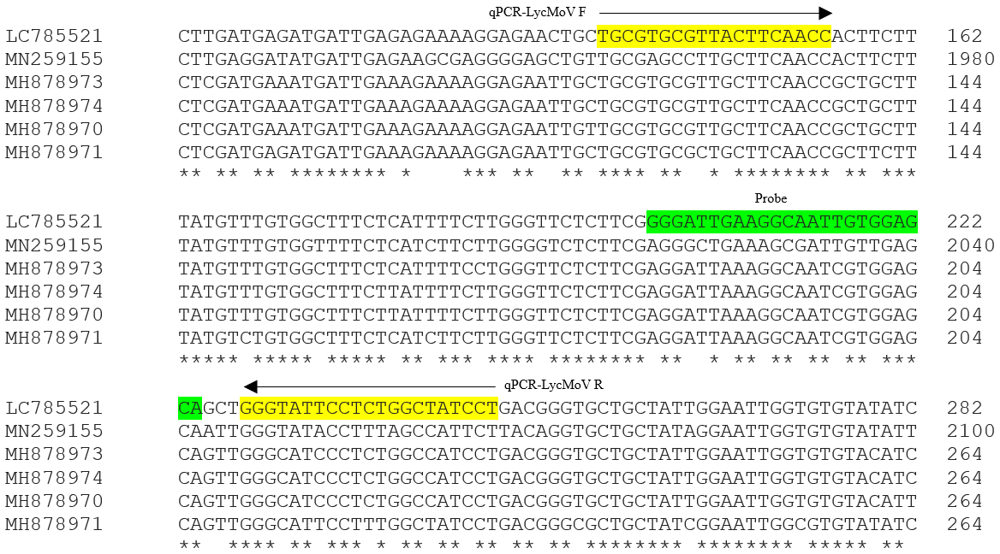 qPCR-LycMoV F
LC785521 CTTGATGAGATGATTGAGAGAAAAGGAGAACTGCTGCGTGCGTTACTTCAACCACTTCTT 162
MN259155 CTTGAGGATATGATTGAGAAGCGAGGGGAGCTGTTGCGAGCCTTGCTTCAACCACTTCTT 1980
MH878973 CTCGATGAAATGATTGAAAGAAAAGGAGAATTGCTGCGTGCGTTGCTTCAACCGCTGCTT 144
MH878974 CTCGATGAAATGATTGAAAGAAAAGGAGAATTGCTGCGTGCGTTGCTTCAACCGCTGCTT 144
MH878970 CTCGATGAAATGATTGAAAGAAAAGGAGAATTGTTGCGTGCGTTGCTTCAACCGCTGCTT 144
MH878971 CTCGATGAGATGATTGAAAGAAAAGGAGAATTGCTGCGTGCGCTGCTTCAACCGCTTCTT 144
** ** ** ******** *    *** **  ** **** **  * ******** ** ***
Probe
LC785521 TATGTTTGTGGCTTTCTCATTTTCTTGGGTTCTCTTCGGGGATTGAAGGCAATTGTGGAG 222
MN259155 TATGTTTGTGGTTTTCTCATCTTCTTGGGGTCTCTTCGAGGGCTGAAAGCGATTGTTGAG 2040
MH878973 TATGTTTGTGGCTTTCTCATTTTCCTGGGTTCTCTTCGAGGATTAAAGGCAATCGTGGAG 204
MH878974 TATGTTTGTGGCTTTCTTATTTTCTTGGGTTCTCTTCGAGGATTAAAGGCAATCGTGGAG 204
MH878970 TATGTTTGTGGCTTTCTTATTTTCTTGGGTTCTCTTCGAGGATTAAAGGCAATCGTGGAG 204
MH878971 TATGTCTGTGGCTTTCTCATCTTCTTGGGTTCTCTTCGAGGATTAAAGGCAATCGTGGAG 204
***** ***** ***** ** *** **** ******** **  * ** ** ** ** ***
qPCR-LycMoV R
LC785521 CAGCTGGGTATTCCTCTGGCTATCCTGACGGGTGCTGCTATTGGAATTGGTGTGTATATC 282
MN259155 CAATTGGGTATACCTTTAGCCATTCTTACAGGTGCTGCTATAGGAATTGGTGTGTATATT 2100
MH878973 CAGTTGGGCATCCCTCTGGCCATCCTGACGGGTGCTGCTATTGGAATTGGTGTGTACATC 264
MH878974 CAGTTGGGCATCCCTCTGGCCATCCTGACGGGTGCTGCTATTGGAATTGGTGTGTACATC 264
MH878970 CAGTTGGGCATCCCTCTGGCCATCCTGACGGGTGCTGCTATTGGAATTGGTGTGTACATT 264
MH878971 CAGTTGGGCATTCCTTTGGCTATCCTGACGGGCGCTGCTATCGGAATTGGCGTGTATATC 264
**  **** ** *** * ** ** ** ** ** ******** ******** ***** **